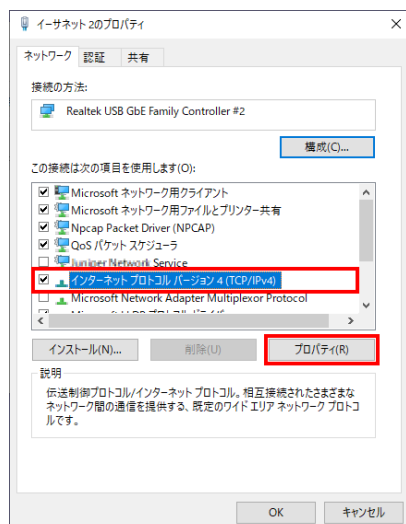 イーサネット 2のプロパティ
ネットワーク 認証 共有
接続の方法:
Realtek USB GbE Family Controller #2
構成(C)...
この接続は次の項目を使用します(O):
Microsoft ネットワーク用クライアント
Microsoft ネットワーク用ファイルとプリンター共有
Npcap Packet Driver (NPCAP)
QoS パケット スケジューラ
Juniper Network Service
インターネット プロトコル バージョン 4 (TCP/IPv4)
Microsoft Network Adapter Multiplexor Protocol
インストール(N)... 削除(U) プロパティ(R)
説明
伝送制御プロトコル/インターネット プロトコル。相互接続されたさまざまな
ネットワーク間の通信を提供する、既定のワイド エリア ネットワーク プロトコ
ルです。
OK キャンセル